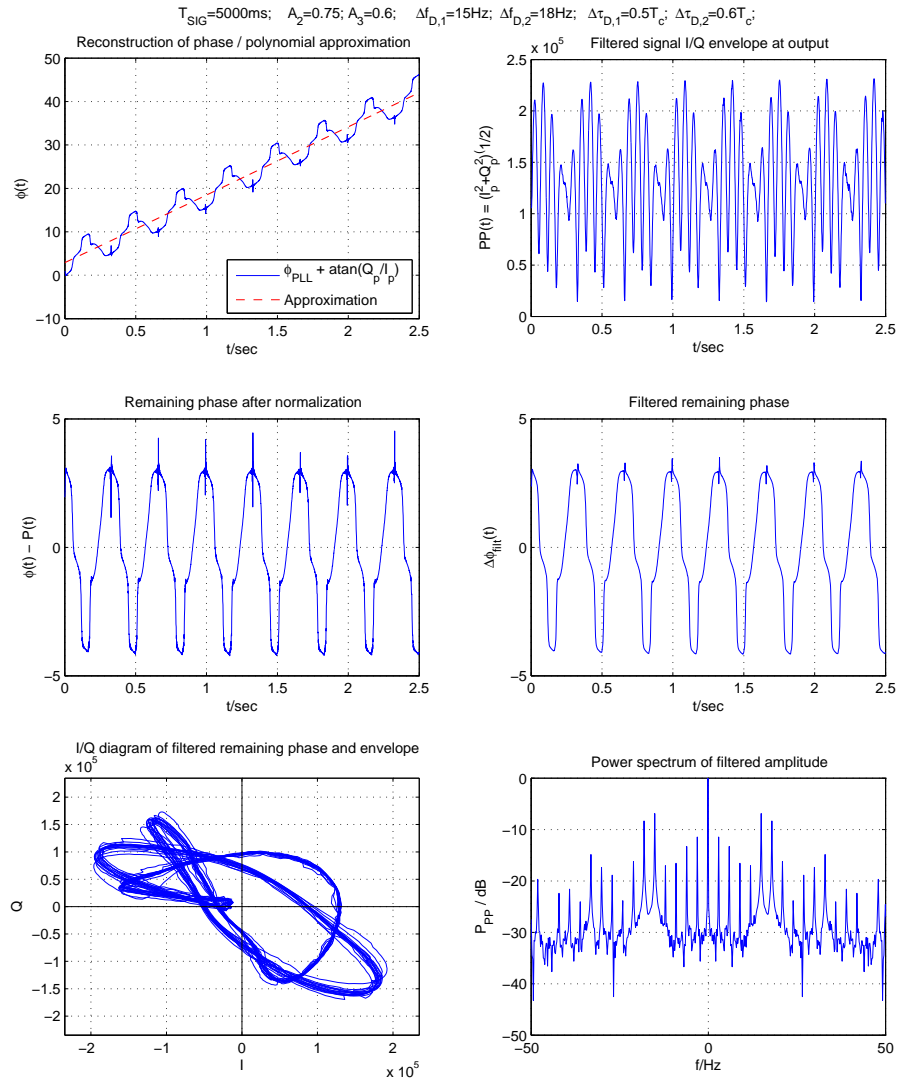 T_SIG=5000ms; A_2=0.75; A_3=0.6; Δf_D,1=15Hz; Δf_D,2=18Hz; Δτ_D,1=0.5T_c; Δτ_D,2=0.6T_c;
Reconstruction of phase / polynomial approximation
50
40
30
20
10
0
−10
ϕ(t)
ϕ_PLL + atan(Q_p/I_p)
Approximation
0 0.5 1 1.5 2 2.5
t/sec
Filtered signal I/Q envelope at output
x 10^5
2.5
2
1.5
1
0.5
0
PP(t) = (I_p^2+Q_p^2)^(1/2)
0 0.5 1 1.5 2 2.5
t/sec
Remaining phase after normalization
5
0
−5
ϕ(t) − P(t)
0 0.5 1 1.5 2 2.5
t/sec
Filtered remaining phase
5
0
−5
Δϕ_filt(t)
0 0.5 1 1.5 2 2.5
t/sec
I/Q diagram of filtered remaining phase and envelope
x 10^5
2
1.5
1
0.5
0
−0.5
−1
−1.5
Q
−2 −1 0 1 2
I
x 10^5
Power spectrum of filtered amplitude
0
−10
−20
−30
−40
−50
P_PP / dB
−50 0 50
f/Hz